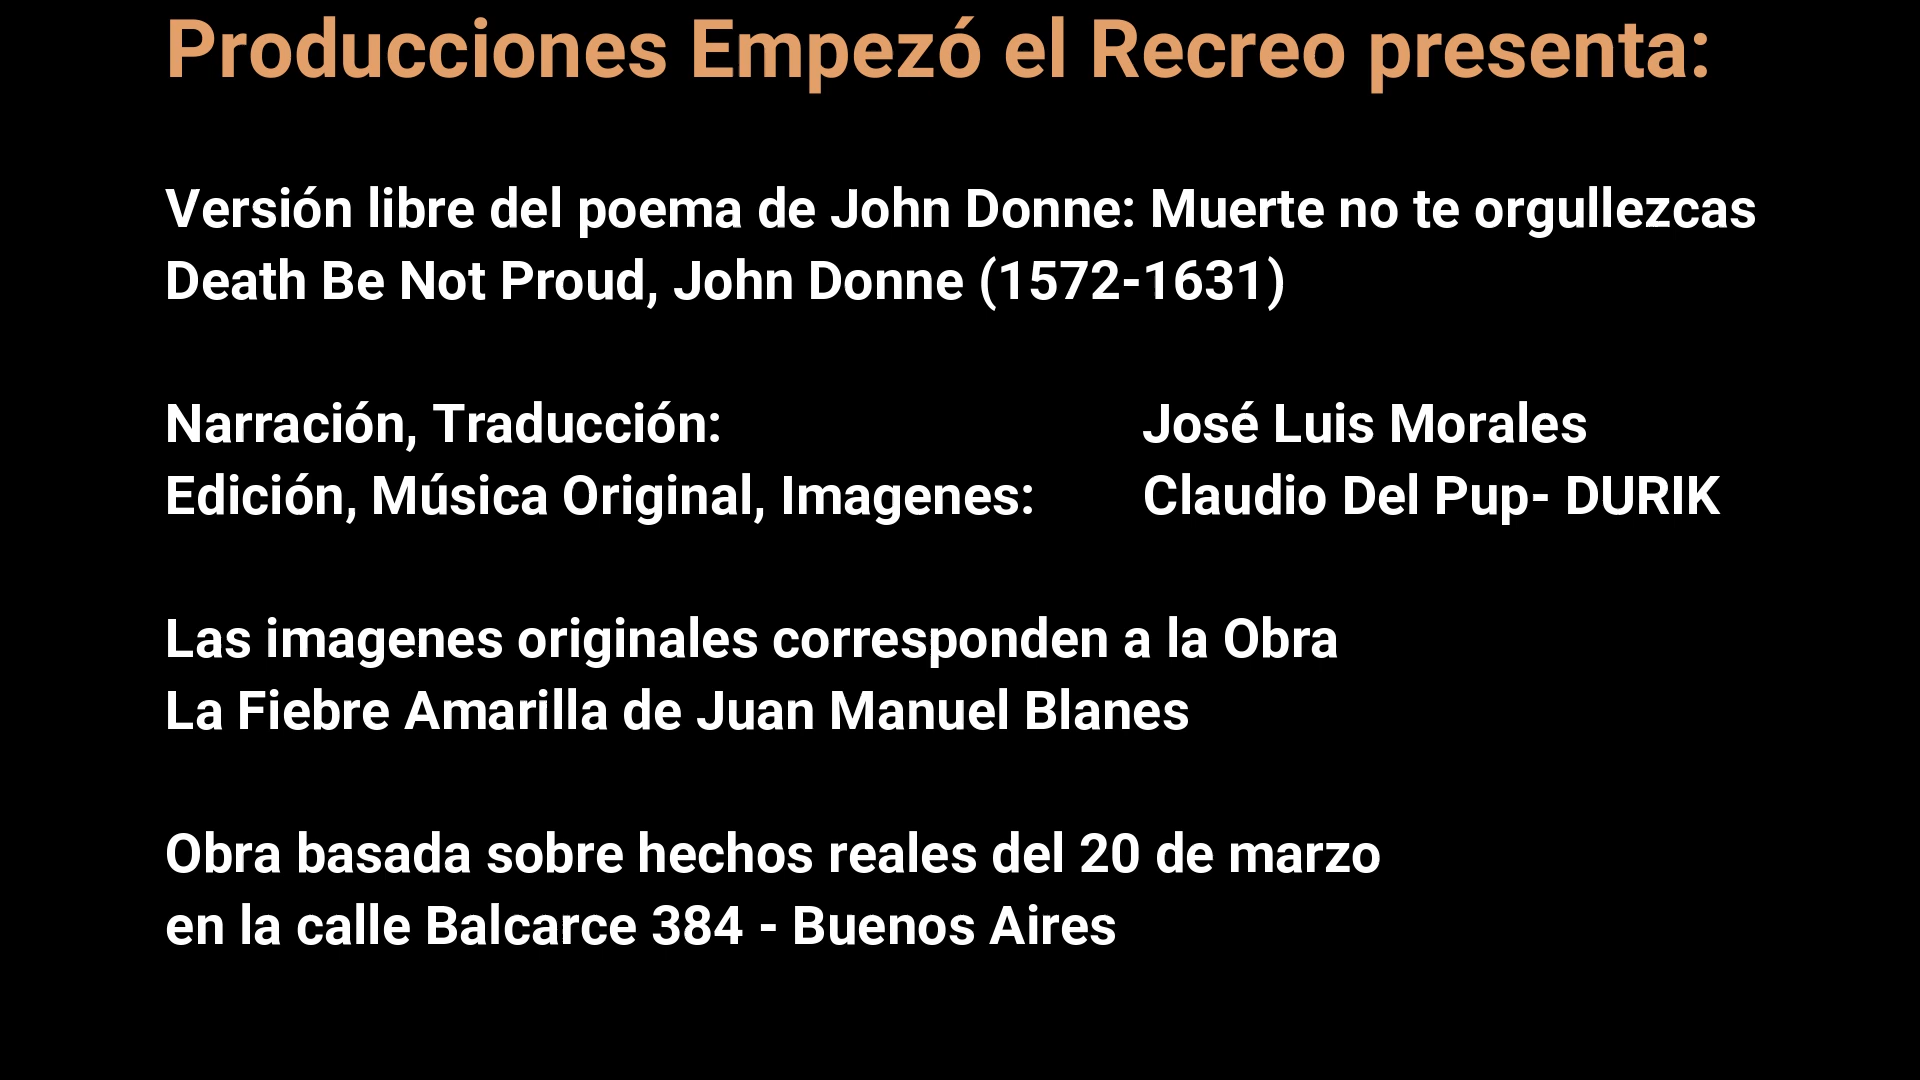 Producciones Empezó el Recreo presenta:
Versión libre del poema de John Donne: Muerte no te orgullezcas
Death Be Not Proud, John Donne (1572-1631)
Narración, Traducción: José Luis Morales
Edición, Música Original, Imagenes: Claudio Del Pup- DURIK
Las imagenes originales corresponden a la Obra
La Fiebre Amarilla de Juan Manuel Blanes
Obra basada sobre hechos reales del 20 de marzo
en la calle Balcarce 384 - Buenos Aires